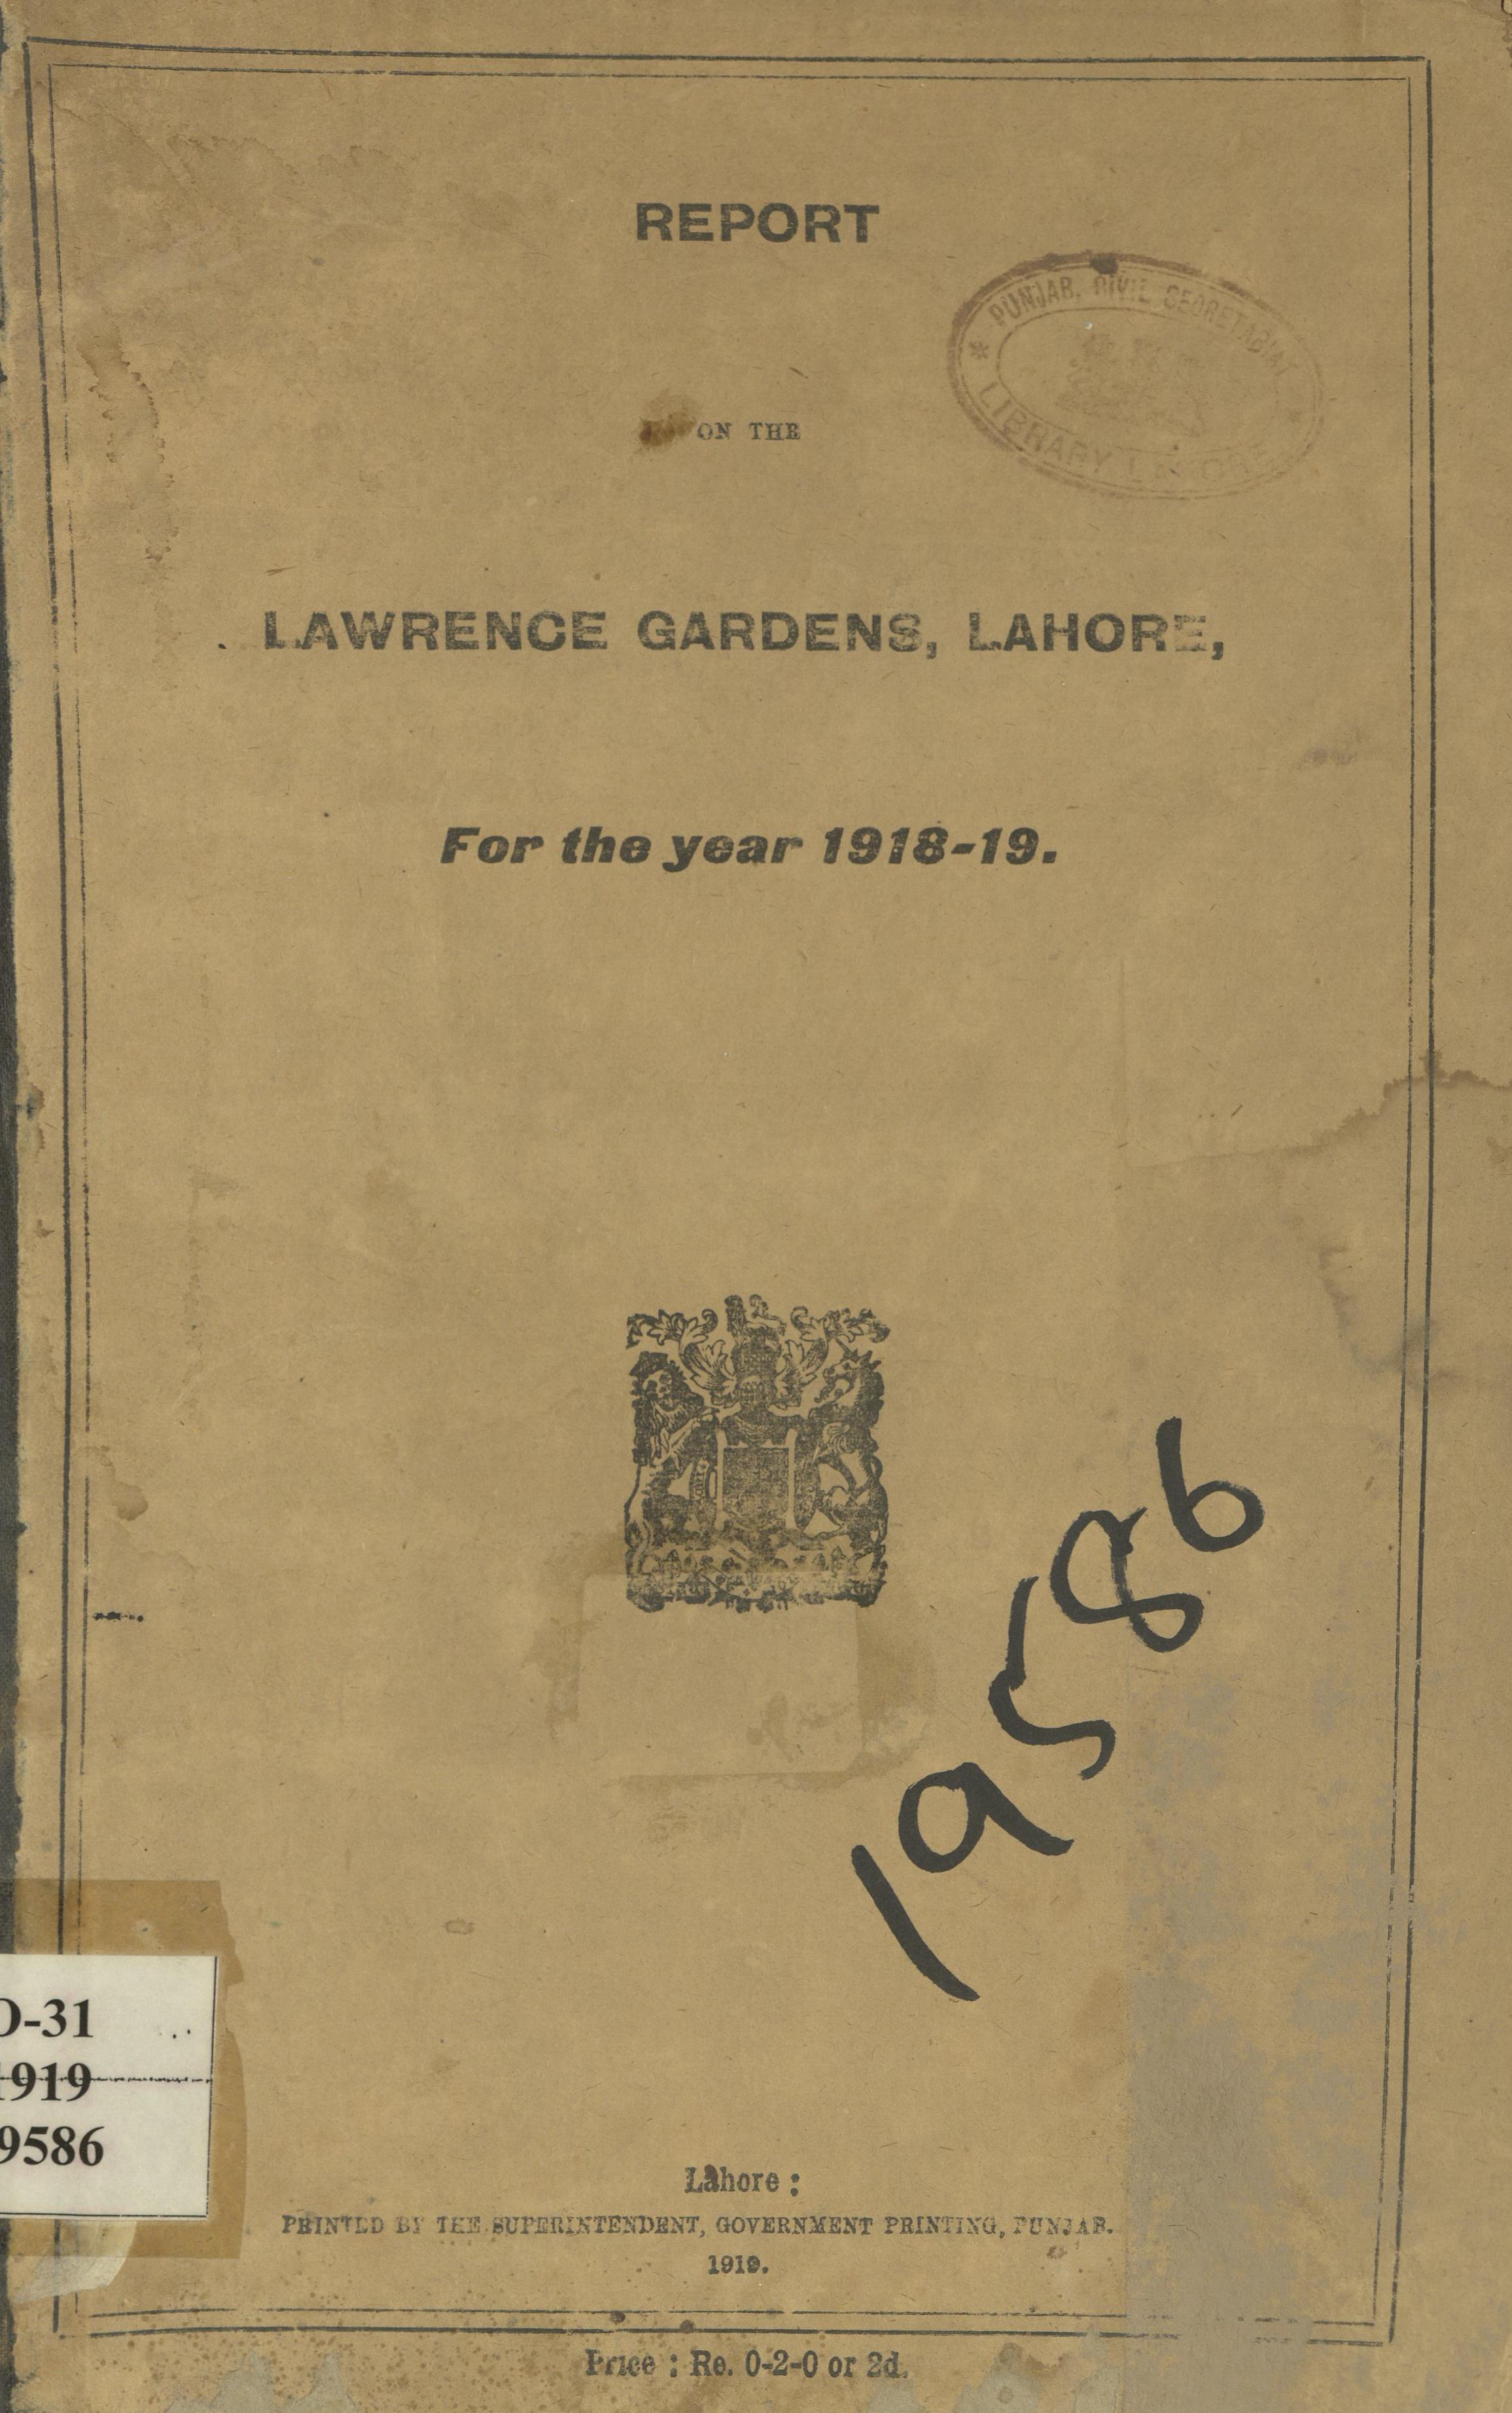 REPORT
PUNJAB CIVIL SECRETARIAT
LIBRARY LAHORE
ON THE
LAWRENCE GARDENS, LAHORE,
For the year 1918-19.
19586
O-31
1919
9586
Lahore :
PRINTED BY THE SUPERINTENDENT, GOVERNMENT PRINTING, PUNJAB.
1919.
Price : Re. 0-2-0 or 2d.